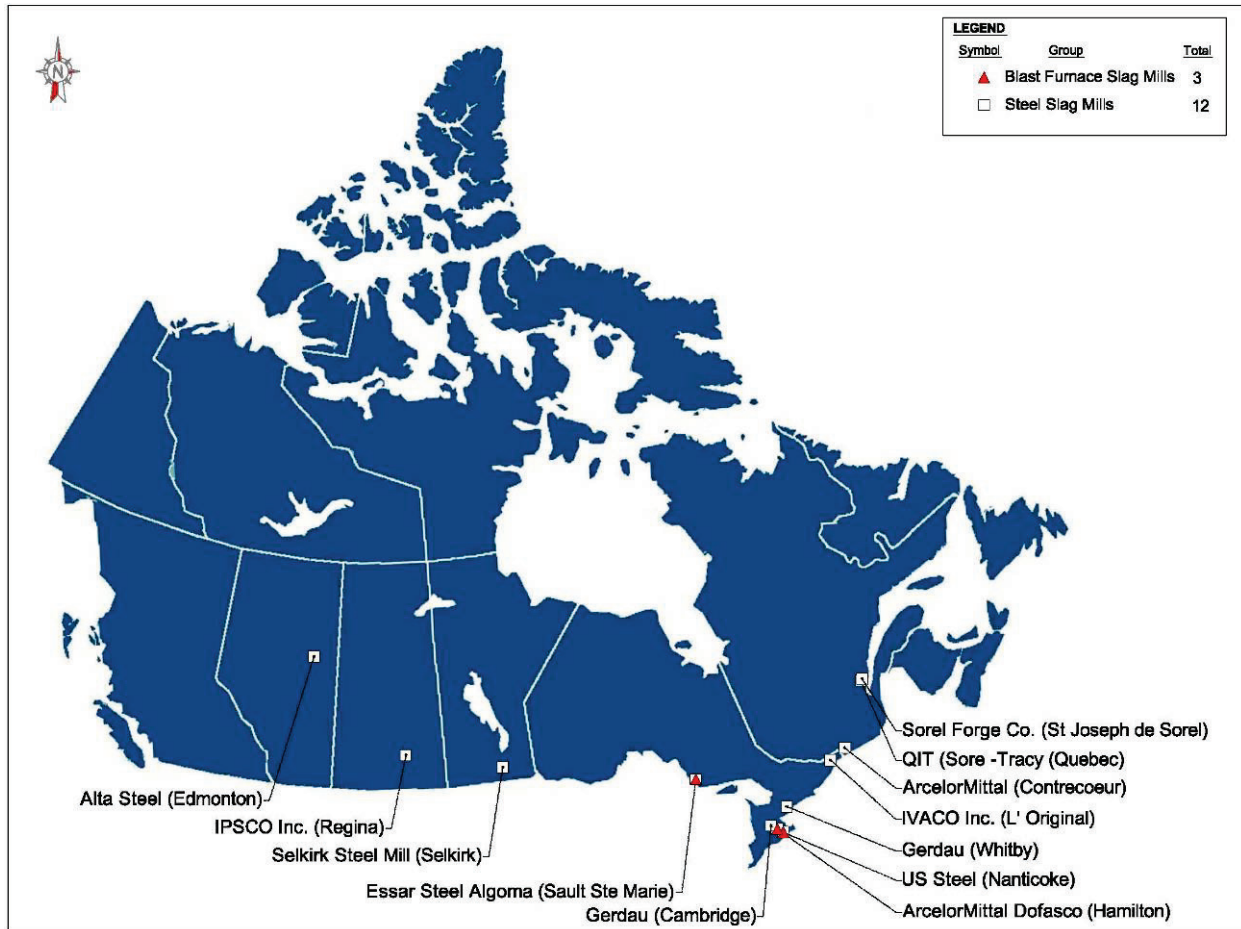 N
LEGEND
Symbol Group Total
Blast Furnace Slag Mills 3
Steel Slag Mills 12
Sorel Forge Co. (St Joseph de Sorel)
QIT (Sore -Tracy (Quebec)
ArcelorMittal (Contrecoeur)
IVACO Inc. (L' Original)
Gerdau (Whitby)
US Steel (Nanticoke)
ArcelorMittal Dofasco (Hamilton)
Alta Steel (Edmonton)
IPSCO Inc. (Regina)
Selkirk Steel Mill (Selkirk)
Essar Steel Algoma (Sault Ste Marie)
Gerdau (Cambridge)